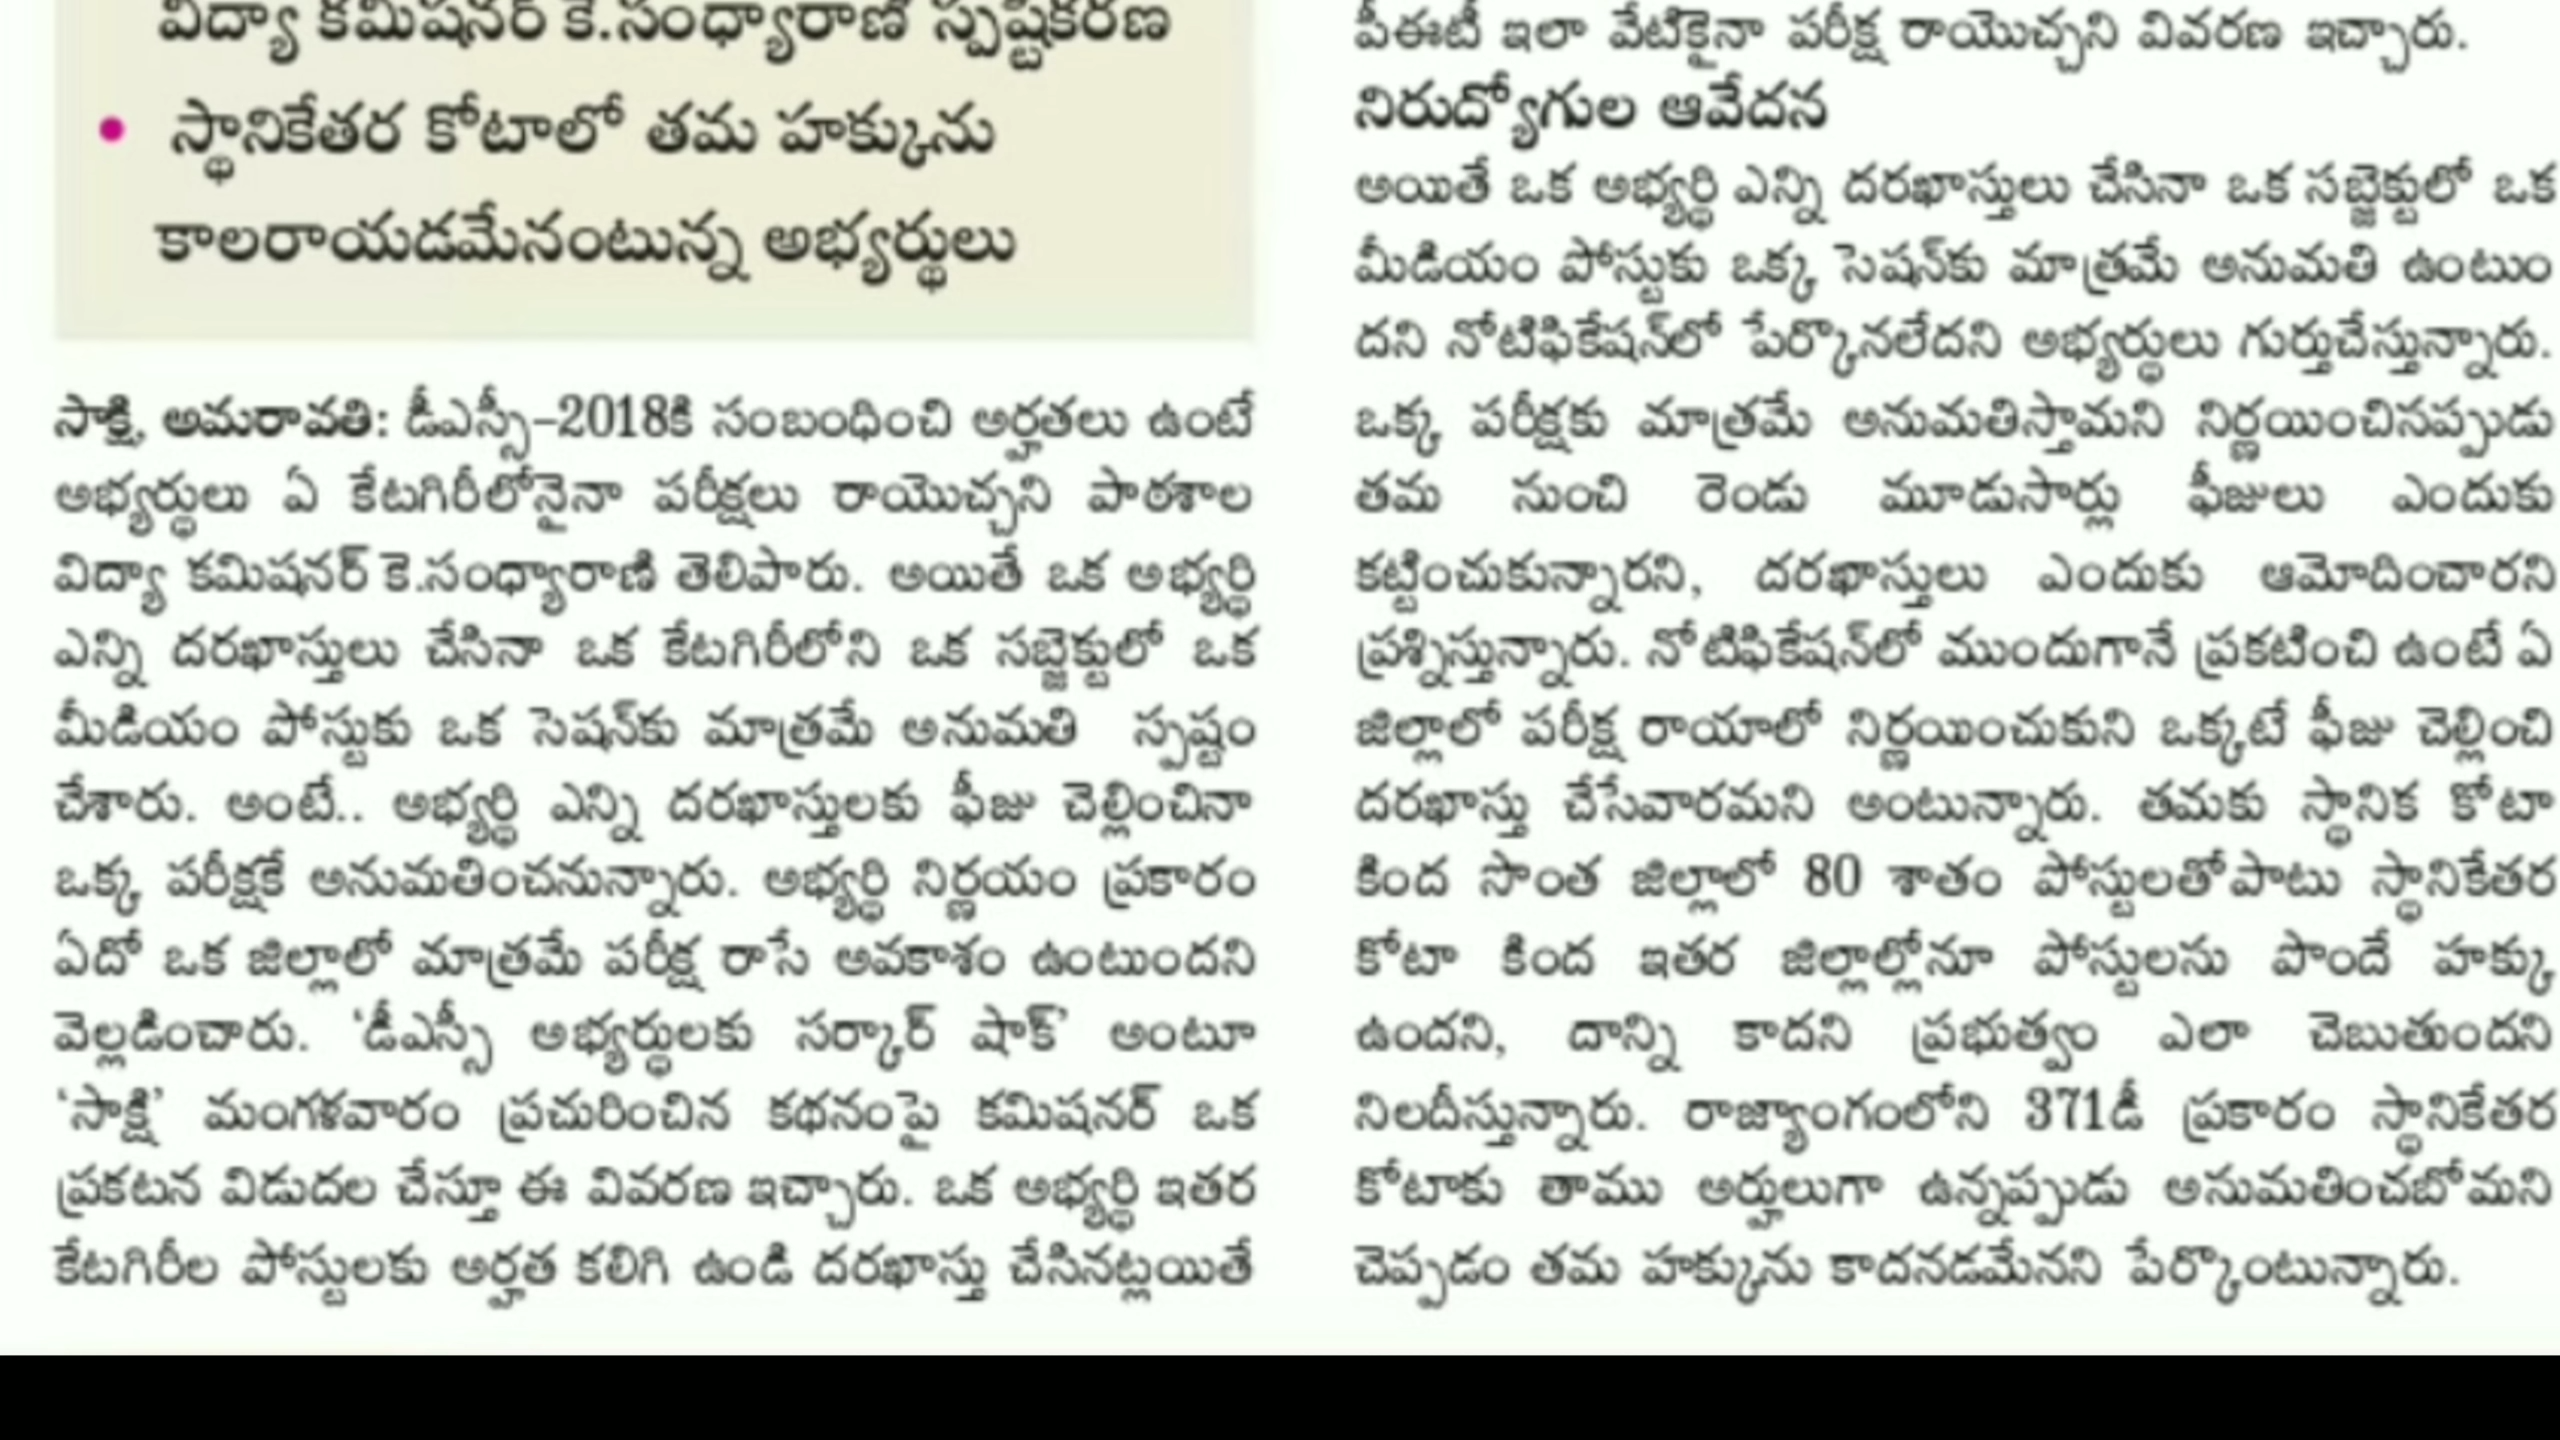 విద్యా కమిషనర్ కె.సంధ్యారాణి స్పష్టీకరణ
• స్థానికేతర కోటాలో తమ హక్కును
కాలరాయడమేనంటున్న అభ్యర్థులు
సాక్షి, అమరావతి: డీఎస్సీ–2018కి సంబంధించి అర్హతలు ఉంటే
అభ్యర్థులు ఏ కేటగిరీలోనైనా పరీక్షలు రాయొచ్చని పాఠశాల
విద్యా కమిషనర్ కె.సంధ్యారాణి తెలిపారు. అయితే ఒక అభ్యర్థి
ఎన్ని దరఖాస్తులు చేసినా ఒక కేటగిరీలోని ఒక సబ్జెక్టులో ఒక
మీడియం పోస్టుకు ఒక సెషన్‌కు మాత్రమే అనుమతి స్పష్టం
చేశారు. అంటే.. అభ్యర్థి ఎన్ని దరఖాస్తులకు ఫీజు చెల్లించినా
ఒక్క పరీక్షకే అనుమతించనున్నారు. అభ్యర్థి నిర్ణయం ప్రకారం
ఏదో ఒక జిల్లాలో మాత్రమే పరీక్ష రాసే అవకాశం ఉంటుందని
వెల్లడించారు. ‘డీఎస్సీ అభ్యర్థులకు సర్కార్ షాక్’ అంటూ
‘సాక్షి’ మంగళవారం ప్రచురించిన కథనంపై కమిషనర్ ఒక
ప్రకటన విడుదల చేస్తూ ఈ వివరణ ఇచ్చారు. ఒక అభ్యర్థి ఇతర
కేటగిరీల పోస్టులకు అర్హత కలిగి ఉండి దరఖాస్తు చేసినట్లయితే
పీఈటీ ఇలా వేటికైనా పరీక్ష రాయొచ్చని వివరణ ఇచ్చారు.
నిరుద్యోగుల ఆవేదన
అయితే ఒక అభ్యర్థి ఎన్ని దరఖాస్తులు చేసినా ఒక సబ్జెక్టులో ఒక
మీడియం పోస్టుకు ఒక్క సెషన్‌కు మాత్రమే అనుమతి ఉంటుం
దని నోటిఫికేషన్‌లో పేర్కొనలేదని అభ్యర్థులు గుర్తుచేస్తున్నారు.
ఒక్క పరీక్షకు మాత్రమే అనుమతిస్తామని నిర్ణయించినప్పుడు
తమ నుంచి రెండు మూడుసార్లు ఫీజులు ఎందుకు
కట్టించుకున్నారని, దరఖాస్తులు ఎందుకు ఆమోదించారని
ప్రశ్నిస్తున్నారు. నోటిఫికేషన్‌లో ముందుగానే ప్రకటించి ఉంటే ఏ
జిల్లాలో పరీక్ష రాయాలో నిర్ణయించుకుని ఒక్కటే ఫీజు చెల్లించి
దరఖాస్తు చేసేవారమని అంటున్నారు. తమకు స్థానిక కోటా
కింద సొంత జిల్లాలో 80 శాతం పోస్టులతోపాటు స్థానికేతర
కోటా కింద ఇతర జిల్లాల్లోనూ పోస్టులను పొందే హక్కు
ఉందని, దాన్ని కాదని ప్రభుత్వం ఎలా చెబుతుందని
నిలదీస్తున్నారు. రాజ్యాంగంలోని 371డీ ప్రకారం స్థానికేతర
కోటాకు తాము అర్హులుగా ఉన్నప్పుడు అనుమతించబోమని
చెప్పడం తమ హక్కును కాదనడమేనని పేర్కొంటున్నారు.